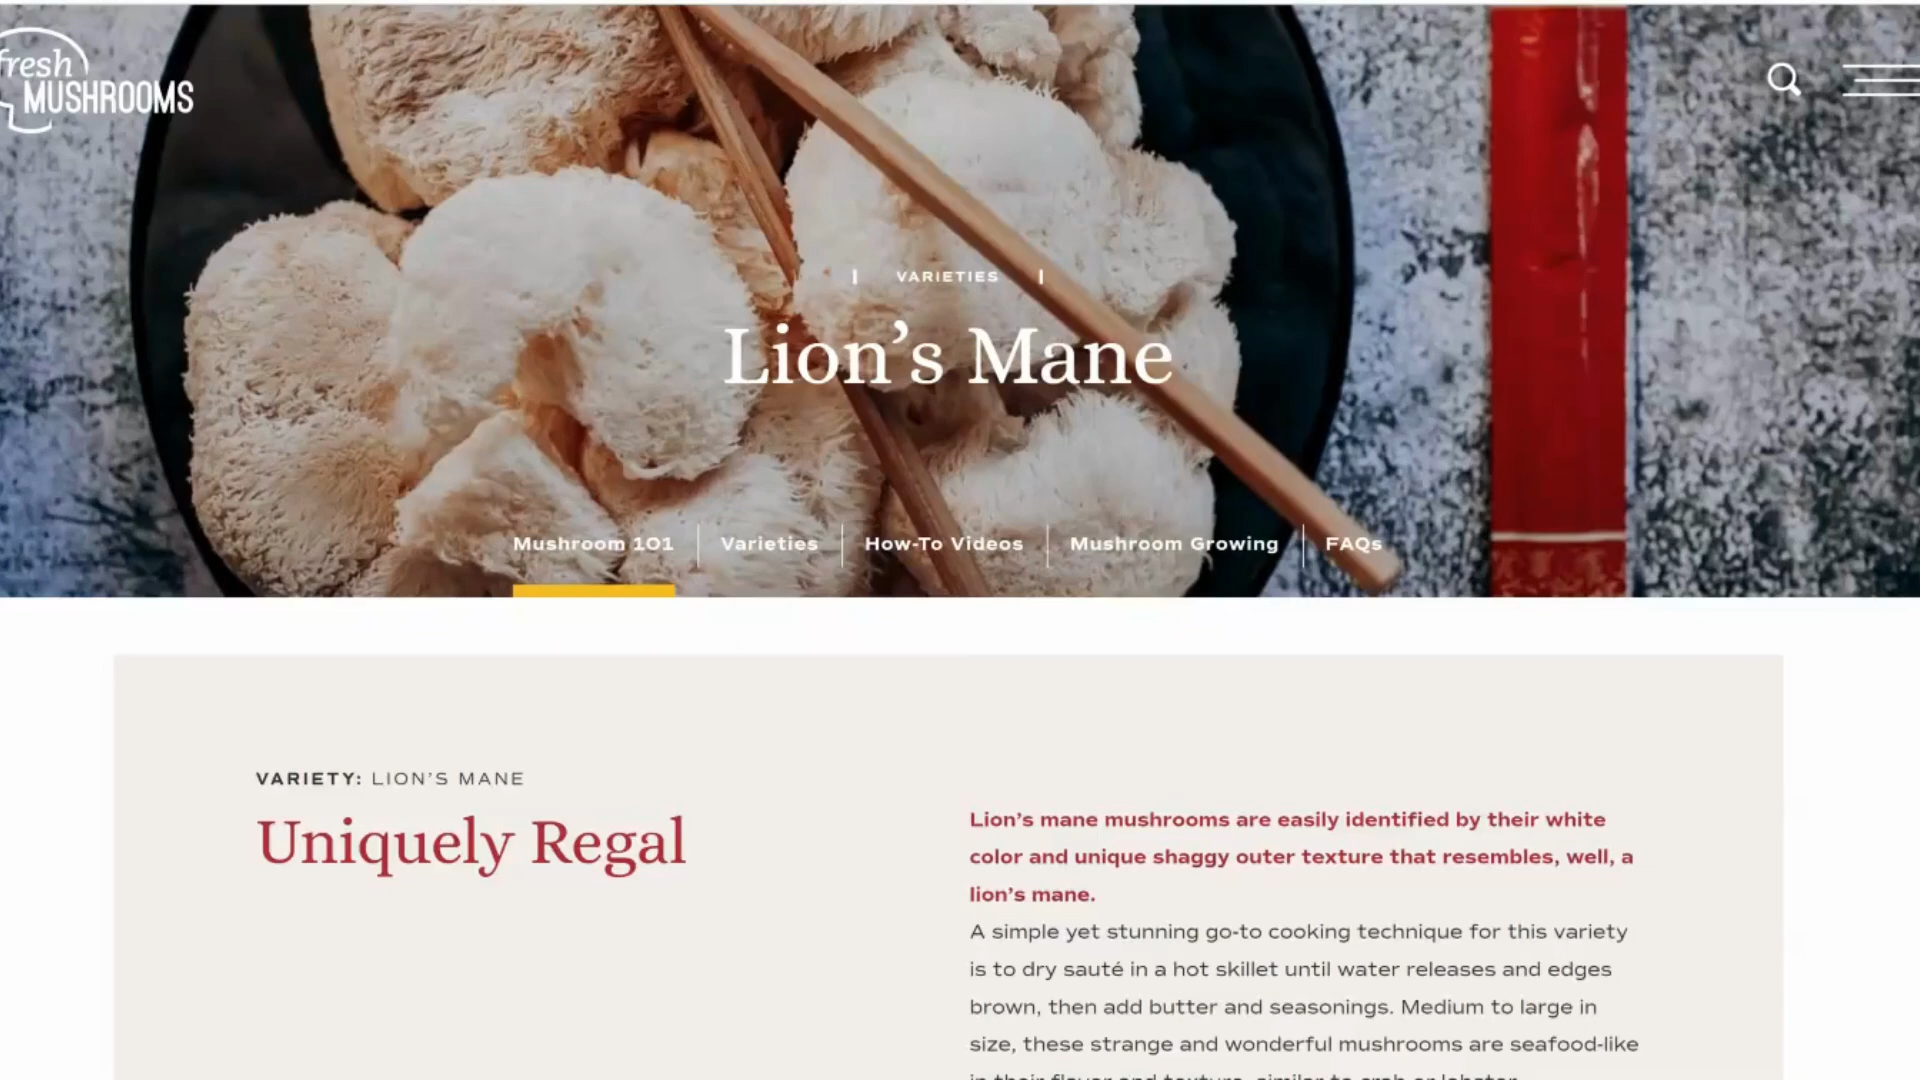 fresh
MUSHROOMS
VARIETIES
Lion's Mane
Mushroom 101
Varieties
How-To Videos
Mushroom Growing
FAQs
VARIETY: LION'S MANE
Uniquely Regal
Lion's mane mushrooms are easily identified by their white
color and unique shaggy outer texture that resembles, well, a
lion's mane.
A simple yet stunning go-to cooking technique for this variety
is to dry sauté in a hot skillet until water releases and edges
brown, then add butter and seasonings. Medium to large in
size, these strange and wonderful mushrooms are seafood-like
in their flavor and texture, similar to crab or lobster.